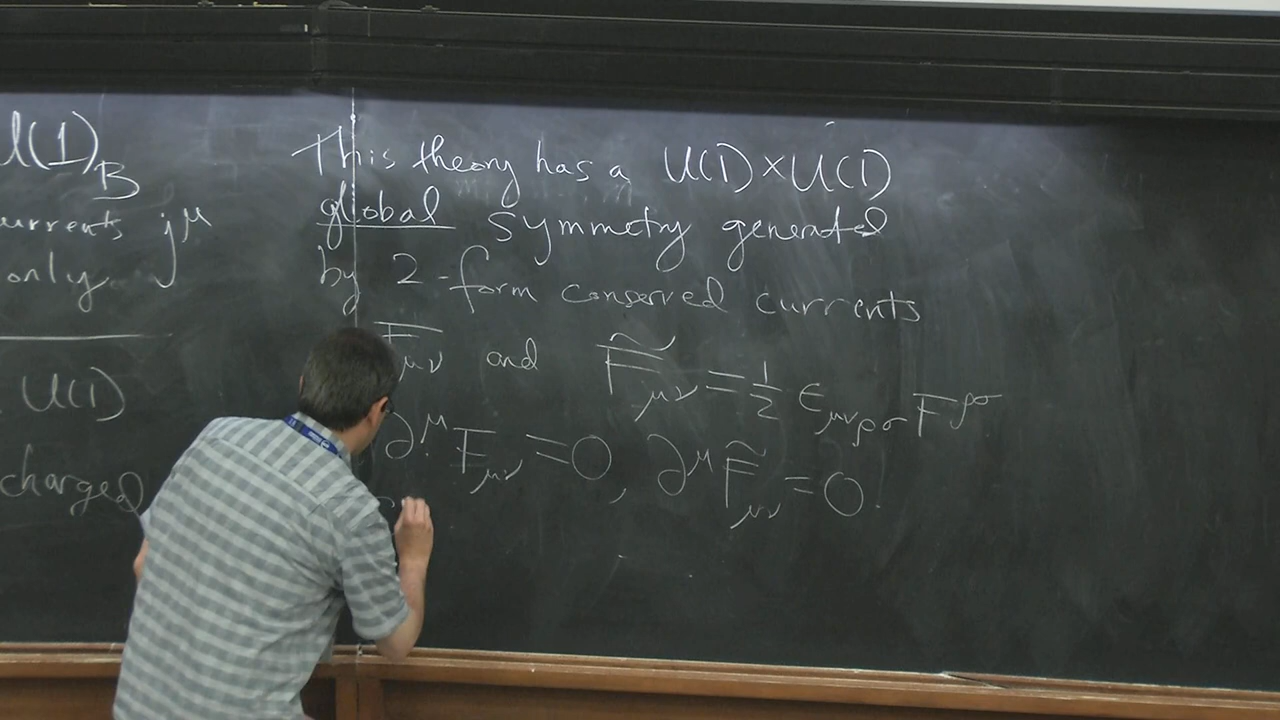 U(1)_B
currents j^μ
only.
U(1)
charged
This theory has a U(1)×U(1)
global symmetry generated
by 2-form conserved currents
F_μν and F̃_μν = 1/2 ε_μνρσ F^ρσ
∂^μ F_μν = 0, ∂^μ F̃_μν = 0.